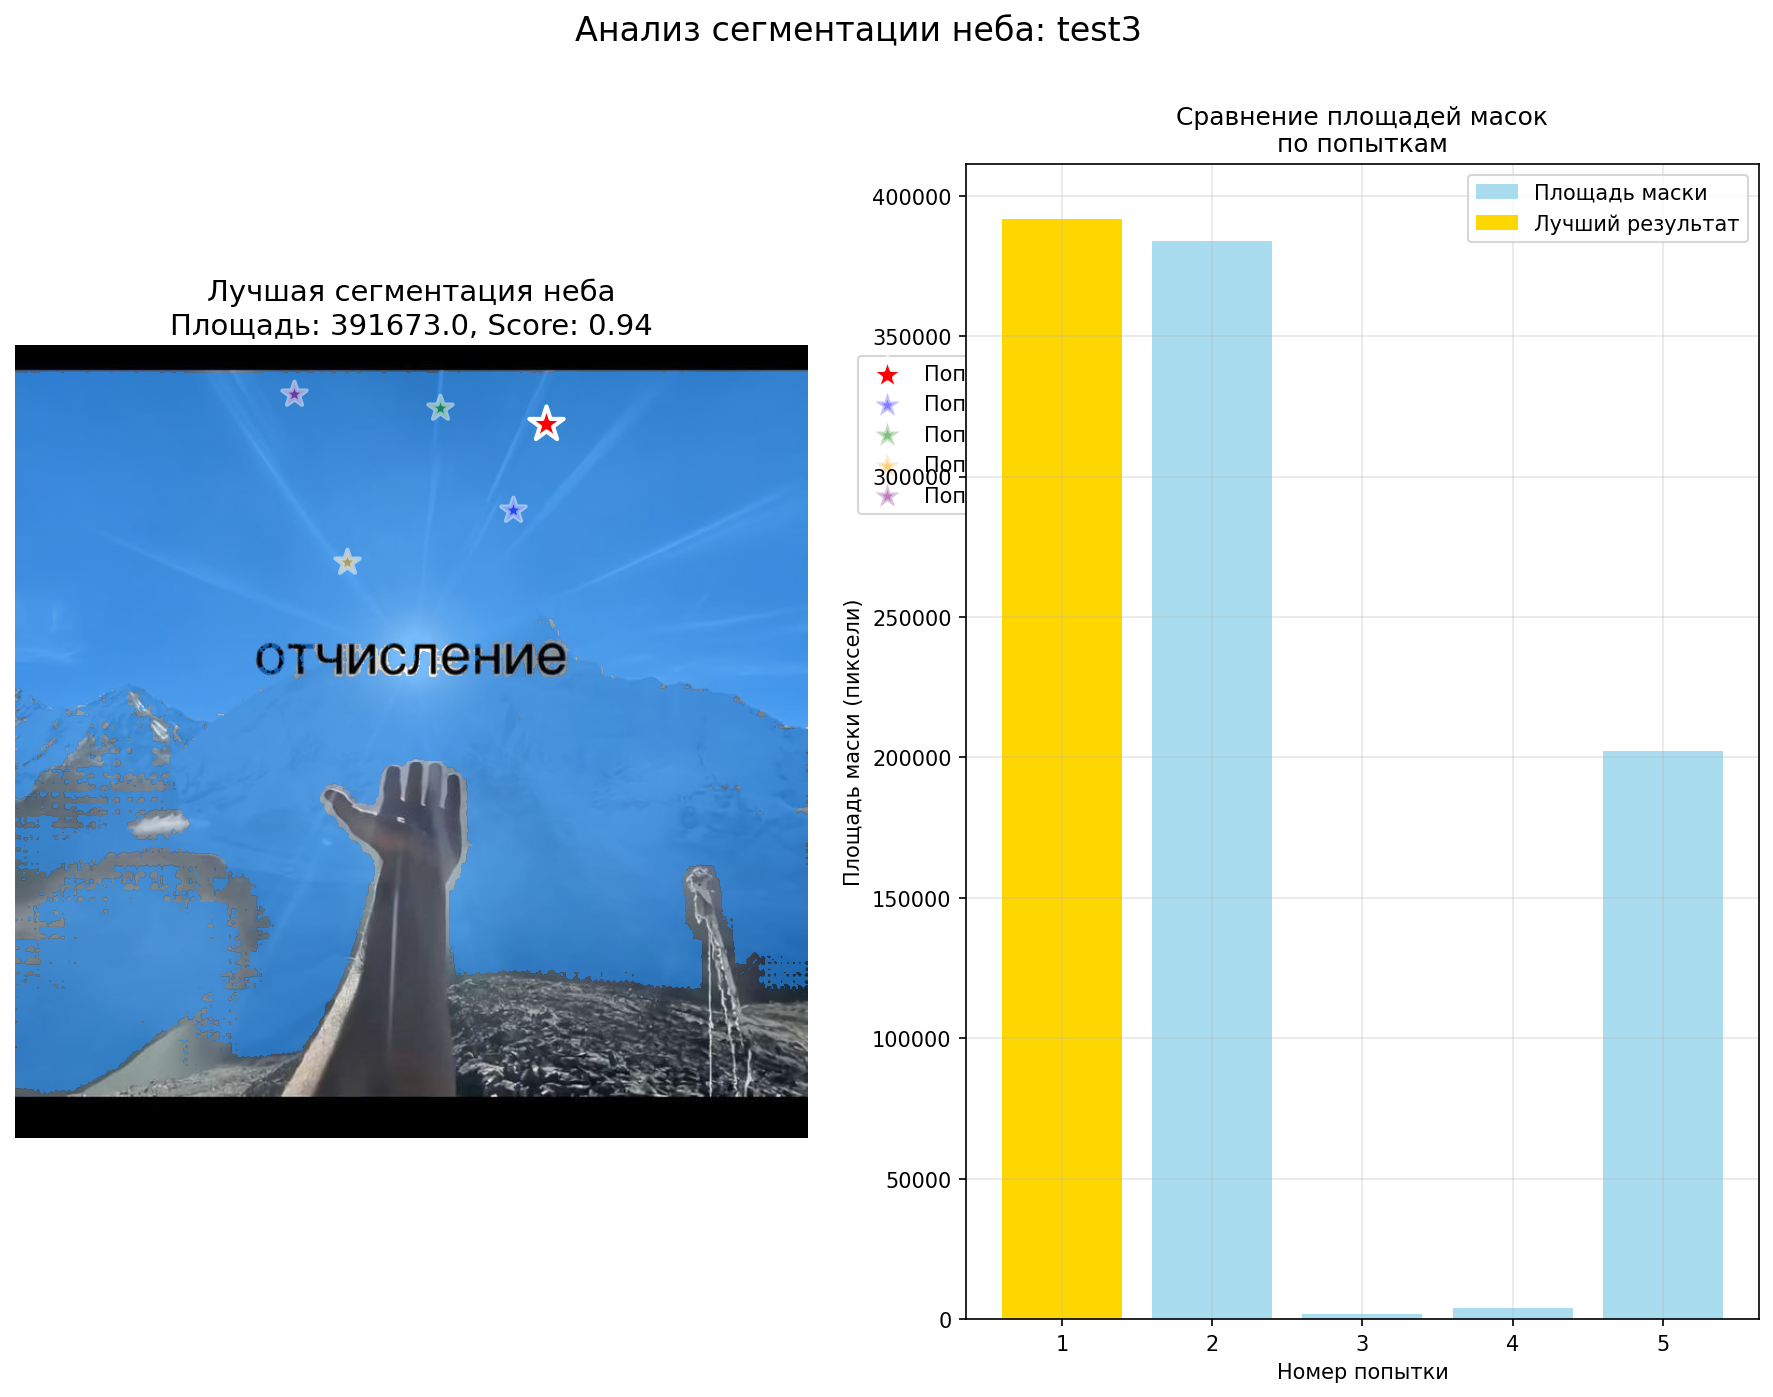 Анализ сегментации неба: test3
Лучшая сегментация неба
Площадь: 391673.0, Score: 0.94
отчисление
Поп
Поп
Поп
Поп
Поп
Сравнение площадей масок
по попыткам
Площадь маски
Лучший результат
Площадь маски (пиксели)
400000
350000
300000
250000
200000
150000
100000
50000
0
1 2 3 4 5
Номер попытки